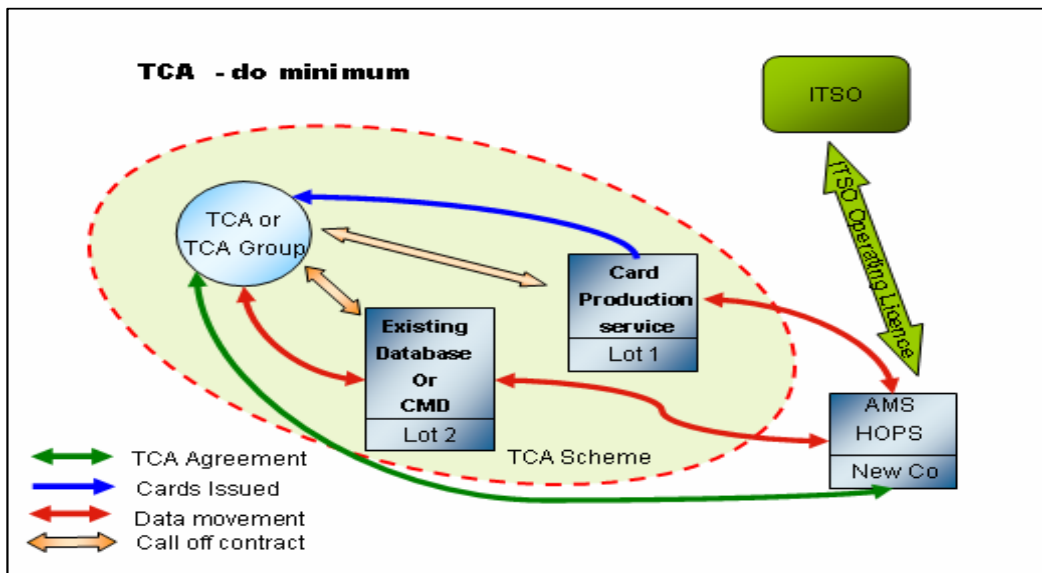 TCA - do minimum
ITSO
ITSO Operating Licence
TCA or
TCA Group
Card
Production
service
Lot 1
Existing
Database
Or
CMD
Lot 2
AMS
HOPS
New Co
TCA Scheme
TCA Agreement
Cards Issued
Data movement
Call off contract